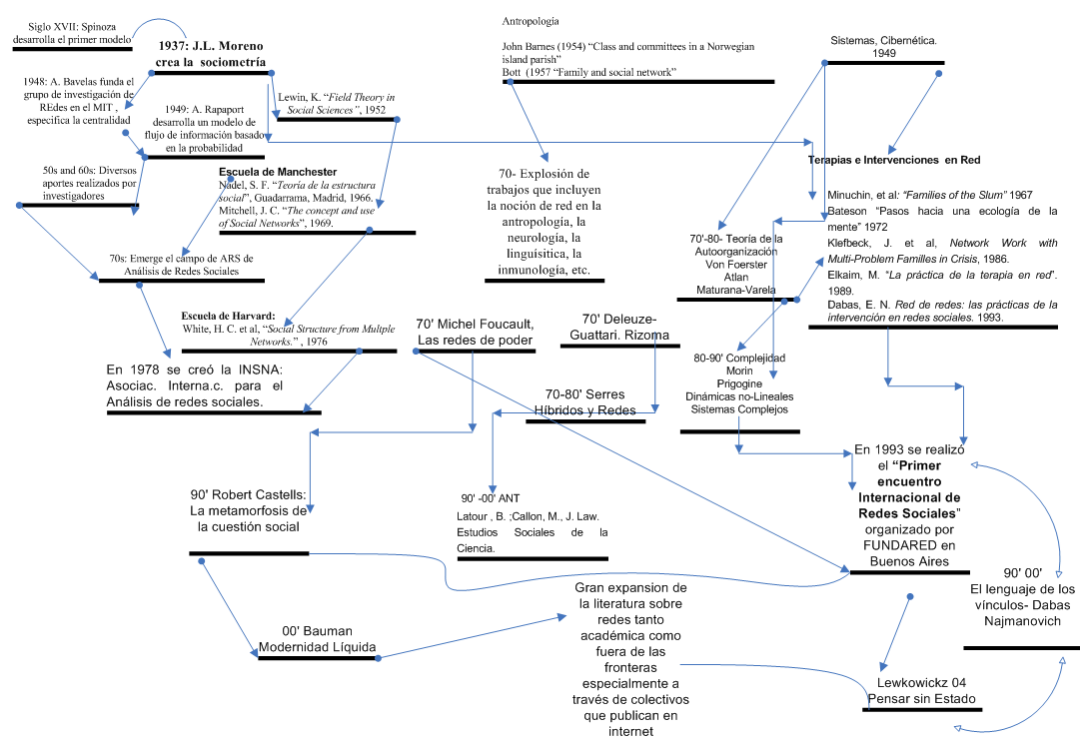 Siglo XVII: Spinoza
desarrolla el primer modelo
1937: J.L. Moreno
crea la sociometría
1948: A. Bavelas funda el
grupo de investigación de
REdes en el MIT ,
especifica la centralidad
1949: A. Rapaport
desarrolla un modelo de
flujo de información basado
en la probabilidad
Lewin, K. “Field Theory in
Social Sciences”, 1952
50s and 60s: Diversos
aportes realizados por
investigadores
Escuela de Manchester
Nadel, S. F. “Teoría de la estructura
social”, Guadarrama, Madrid, 1966.
Mitchell, J. C. “The concept and use
of Social Networks”, 1969.
70s: Emerge el campo de ARS de
Análisis de Redes Sociales
Escuela de Harvard:
White, H. C. et al, “Social Structure from Multple
Networks.” , 1976
En 1978 se creó la INSNA:
Asociac. Interna.c. para el
Análisis de redes sociales.
Antropología
John Barnes (1954) “Class and committees in a Norwegian
island parish”
Bott (1957 “Family and social network”
70- Explosión de
trabajos que incluyen
la noción de red en la
antropología, la
neurología, la
linguisitica, la
inmunología, etc.
Sistemas, Cibernética.
1949
Terapias e Intervenciones en Red
Minuchin, et al: “Families of the Slum” 1967
Bateson “Pasos hacia una ecología de la
mente” 1972
Klefbeck, J. et al, Network Work with
Multi-Problem Familles in Crisis, 1986.
Elkaim, M. “La práctica de la terapia en red”.
1989.
Dabas, E. N. Red de redes: las prácticas de la
intervención en redes sociales. 1993.
70'-80- Teoría de la
Autoorganización
Von Foerster
Atlan
Maturana-Varela
80-90' Complejidad
Morin
Prigogine
Dinámicas no-Lineales
Sistemas Complejos
70' Michel Foucault,
Las redes de poder
70' Deleuze-
Guattari. Rizoma
70-80' Serres
Híbridos y Redes
90' -00' ANT
Latour , B. ;Callon, M., J. Law.
Estudios Sociales de la
Ciencia.
90' Robert Castells:
La metamorfosis de
la cuestión social
00' Bauman
Modernidad Líquida
Gran expansion de
la literatura sobre
redes tanto
académica como
fuera de las
fronteras
especialmente a
través de colectivos
que publican en
internet
En 1993 se realizó
el “Primer
encuentro
Internacional de
Redes Sociales”
organizado por
FUNDARED en
Buenos Aires
90' 00'
El lenguaje de los
vínculos- Dabas
Najmanovich
Lewkowickz 04
Pensar sin Estado